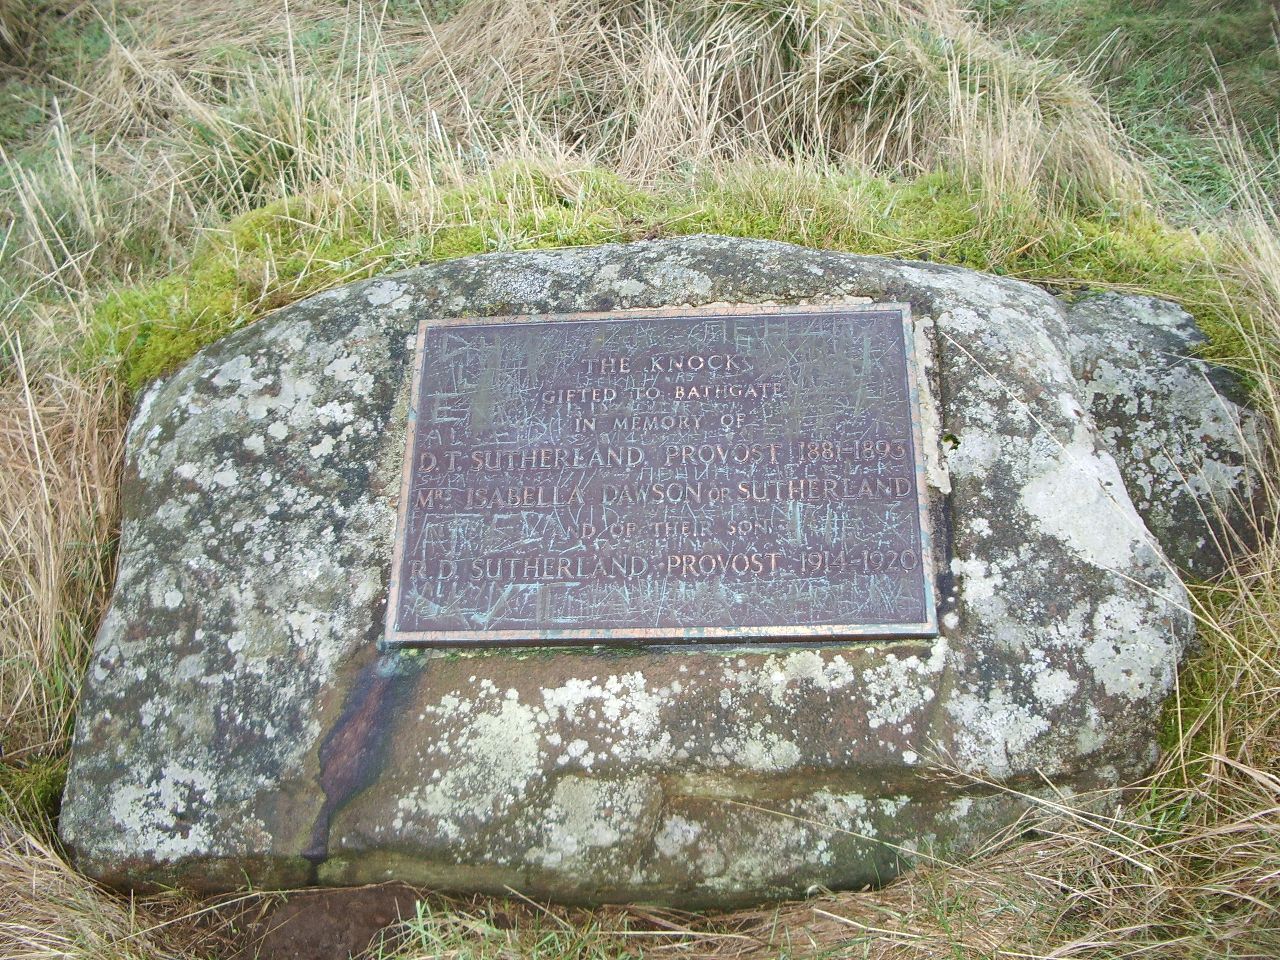 THE KNOCK
GIFTED TO BATHGATE
IN MEMORY OF
D.T. SUTHERLAND, PROVOST 1881-1893
MRS. ISABELLA DAWSON OR SUTHERLAND
AND OF THEIR SON
R.D. SUTHERLAND, PROVOST 1914-1920